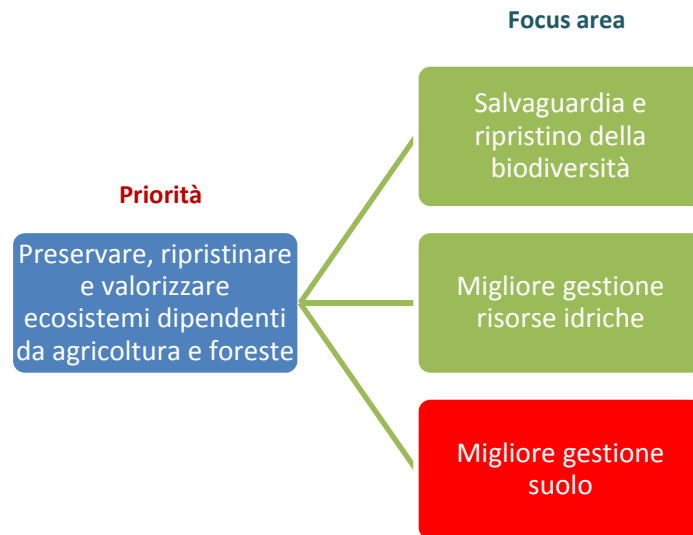 Focus area
Salvaguardia e
ripristino della
biodiversità
Priorità
Preservare, ripristinare
e valorizzare
ecosistemi dipendenti
da agricoltura e foreste
Migliore gestione
risorse idriche
Migliore gestione
suolo